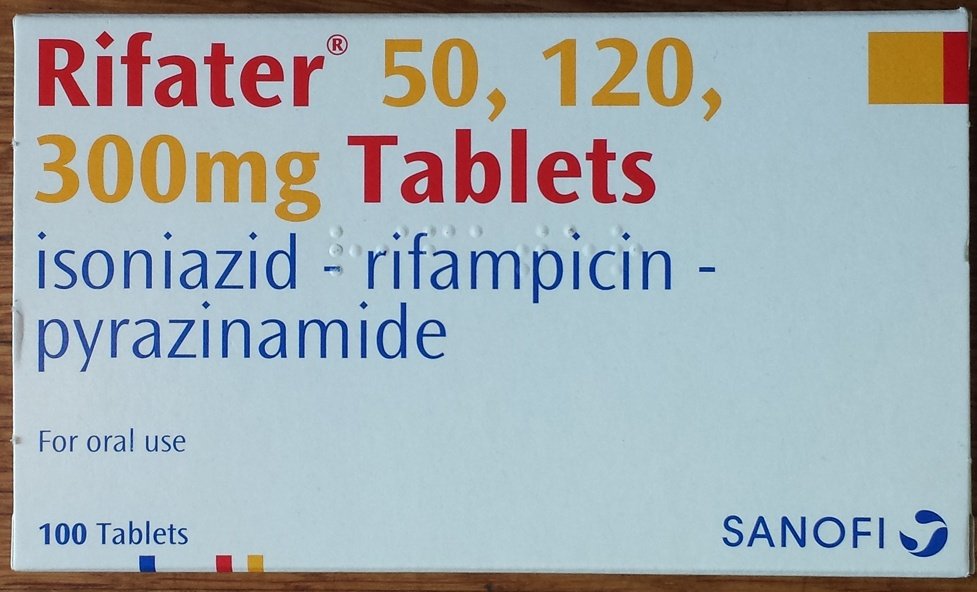 Rifater® 50, 120,
300mg Tablets
isoniazid - rifampicin -
pyrazinamide
For oral use
100 Tablets
SANOFI